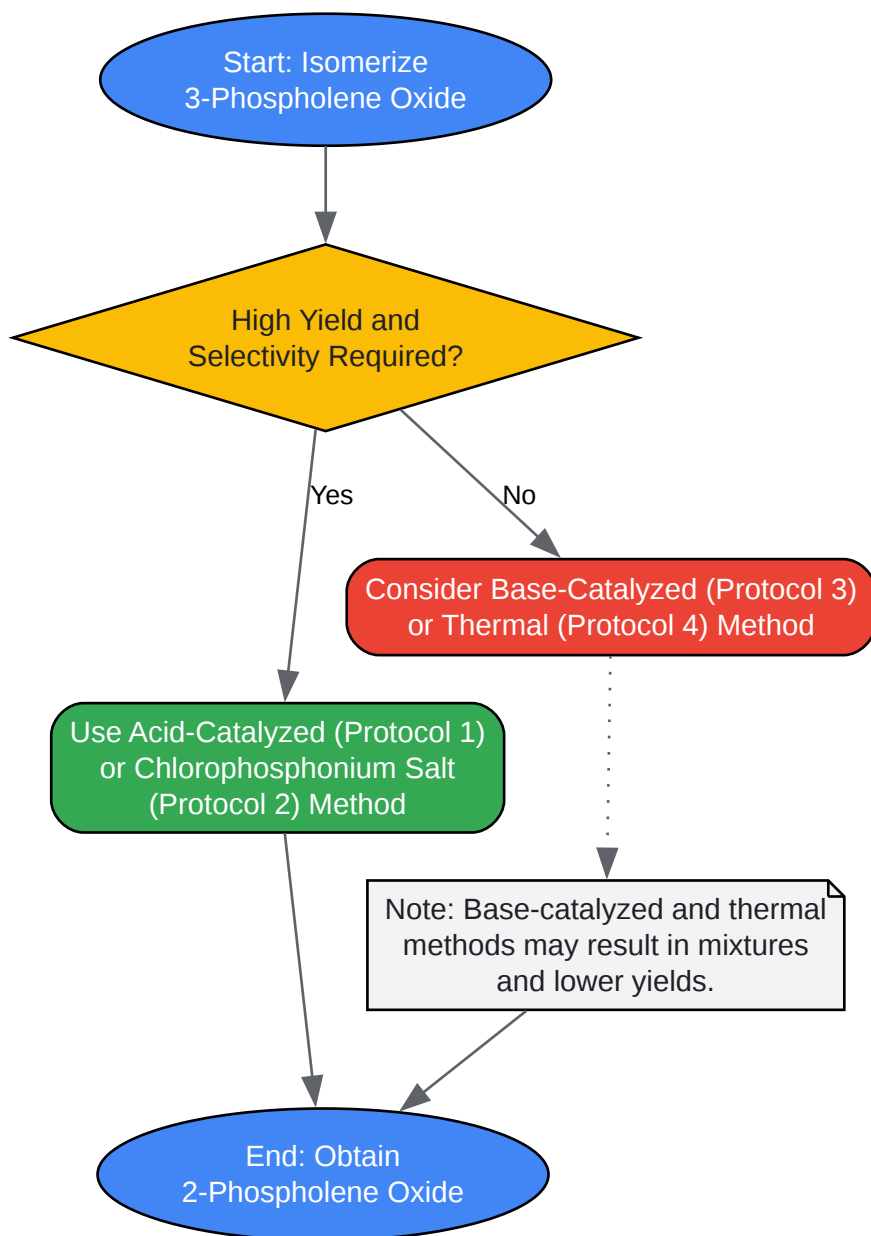 Start: Isomerize
3-Phospholene Oxide
High Yield and
Selectivity Required?
Yes
No
Consider Base-Catalyzed (Protocol 3)
or Thermal (Protocol 4) Method
Use Acid-Catalyzed (Protocol 1)
or Chlorophosphonium Salt
(Protocol 2) Method
Note: Base-catalyzed and thermal
methods may result in mixtures
and lower yields.
End: Obtain
2-Phospholene Oxide